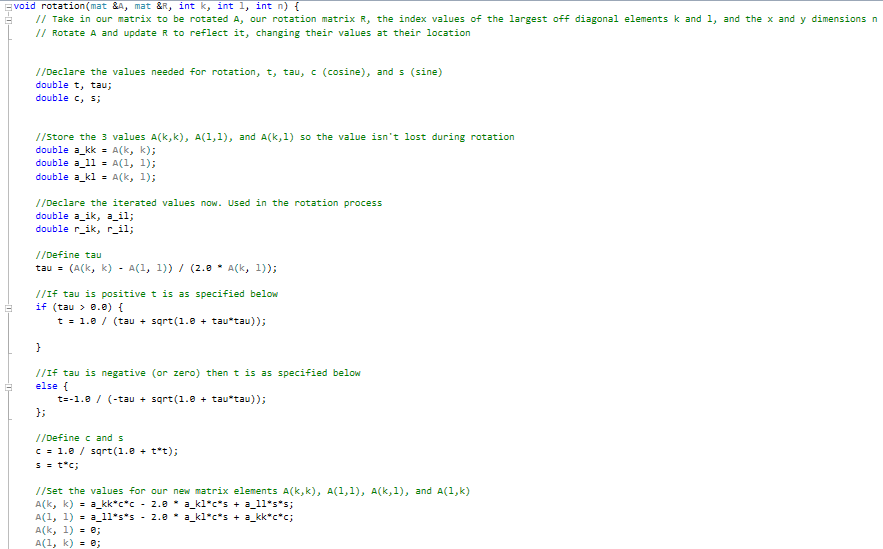 void rotation(mat &A, mat &R, int k, int l, int n) {
// Take in our matrix to be rotated A, our rotation matrix R, the index values of the largest off diagonal elements k and l, and the x and y dimensions n
// Rotate A and update R to reflect it, changing their values at their location
//Declare the values needed for rotation, t, tau, c (cosine), and s (sine)
double t, tau;
double c, s;
//Store the 3 values A(k,k), A(l,l), and A(k,l) so the value isn't lost during rotation
double a_kk = A(k, k);
double a_ll = A(l, l);
double a_kl = A(k, l);
//Declare the iterated values now. Used in the rotation process
double a_ik, a_il;
double r_ik, r_il;
//Define tau
tau = (A(k, k) - A(l, l)) / (2.0 * A(k, l));
//If tau is positive t is as specified below
if (tau > 0.0) {
t = 1.0 / (tau + sqrt(1.0 + tau*tau));
}
//If tau is negative (or zero) then t is as specified below
else {
t=-1.0 / (-tau + sqrt(1.0 + tau*tau));
};
//Define c and s
c = 1.0 / sqrt(1.0 + t*t);
s = t*c;
//Set the values for our new matrix elements A(k,k), A(l,l), A(k,l), and A(l,k)
A(k, k) = a_kk*c*c - 2.0 * a_kl*c*s + a_ll*s*s;
A(l, l) = a_ll*s*s - 2.0 * a_kl*c*s + a_kk*c*c;
A(k, l) = 0;
A(l, k) = 0;